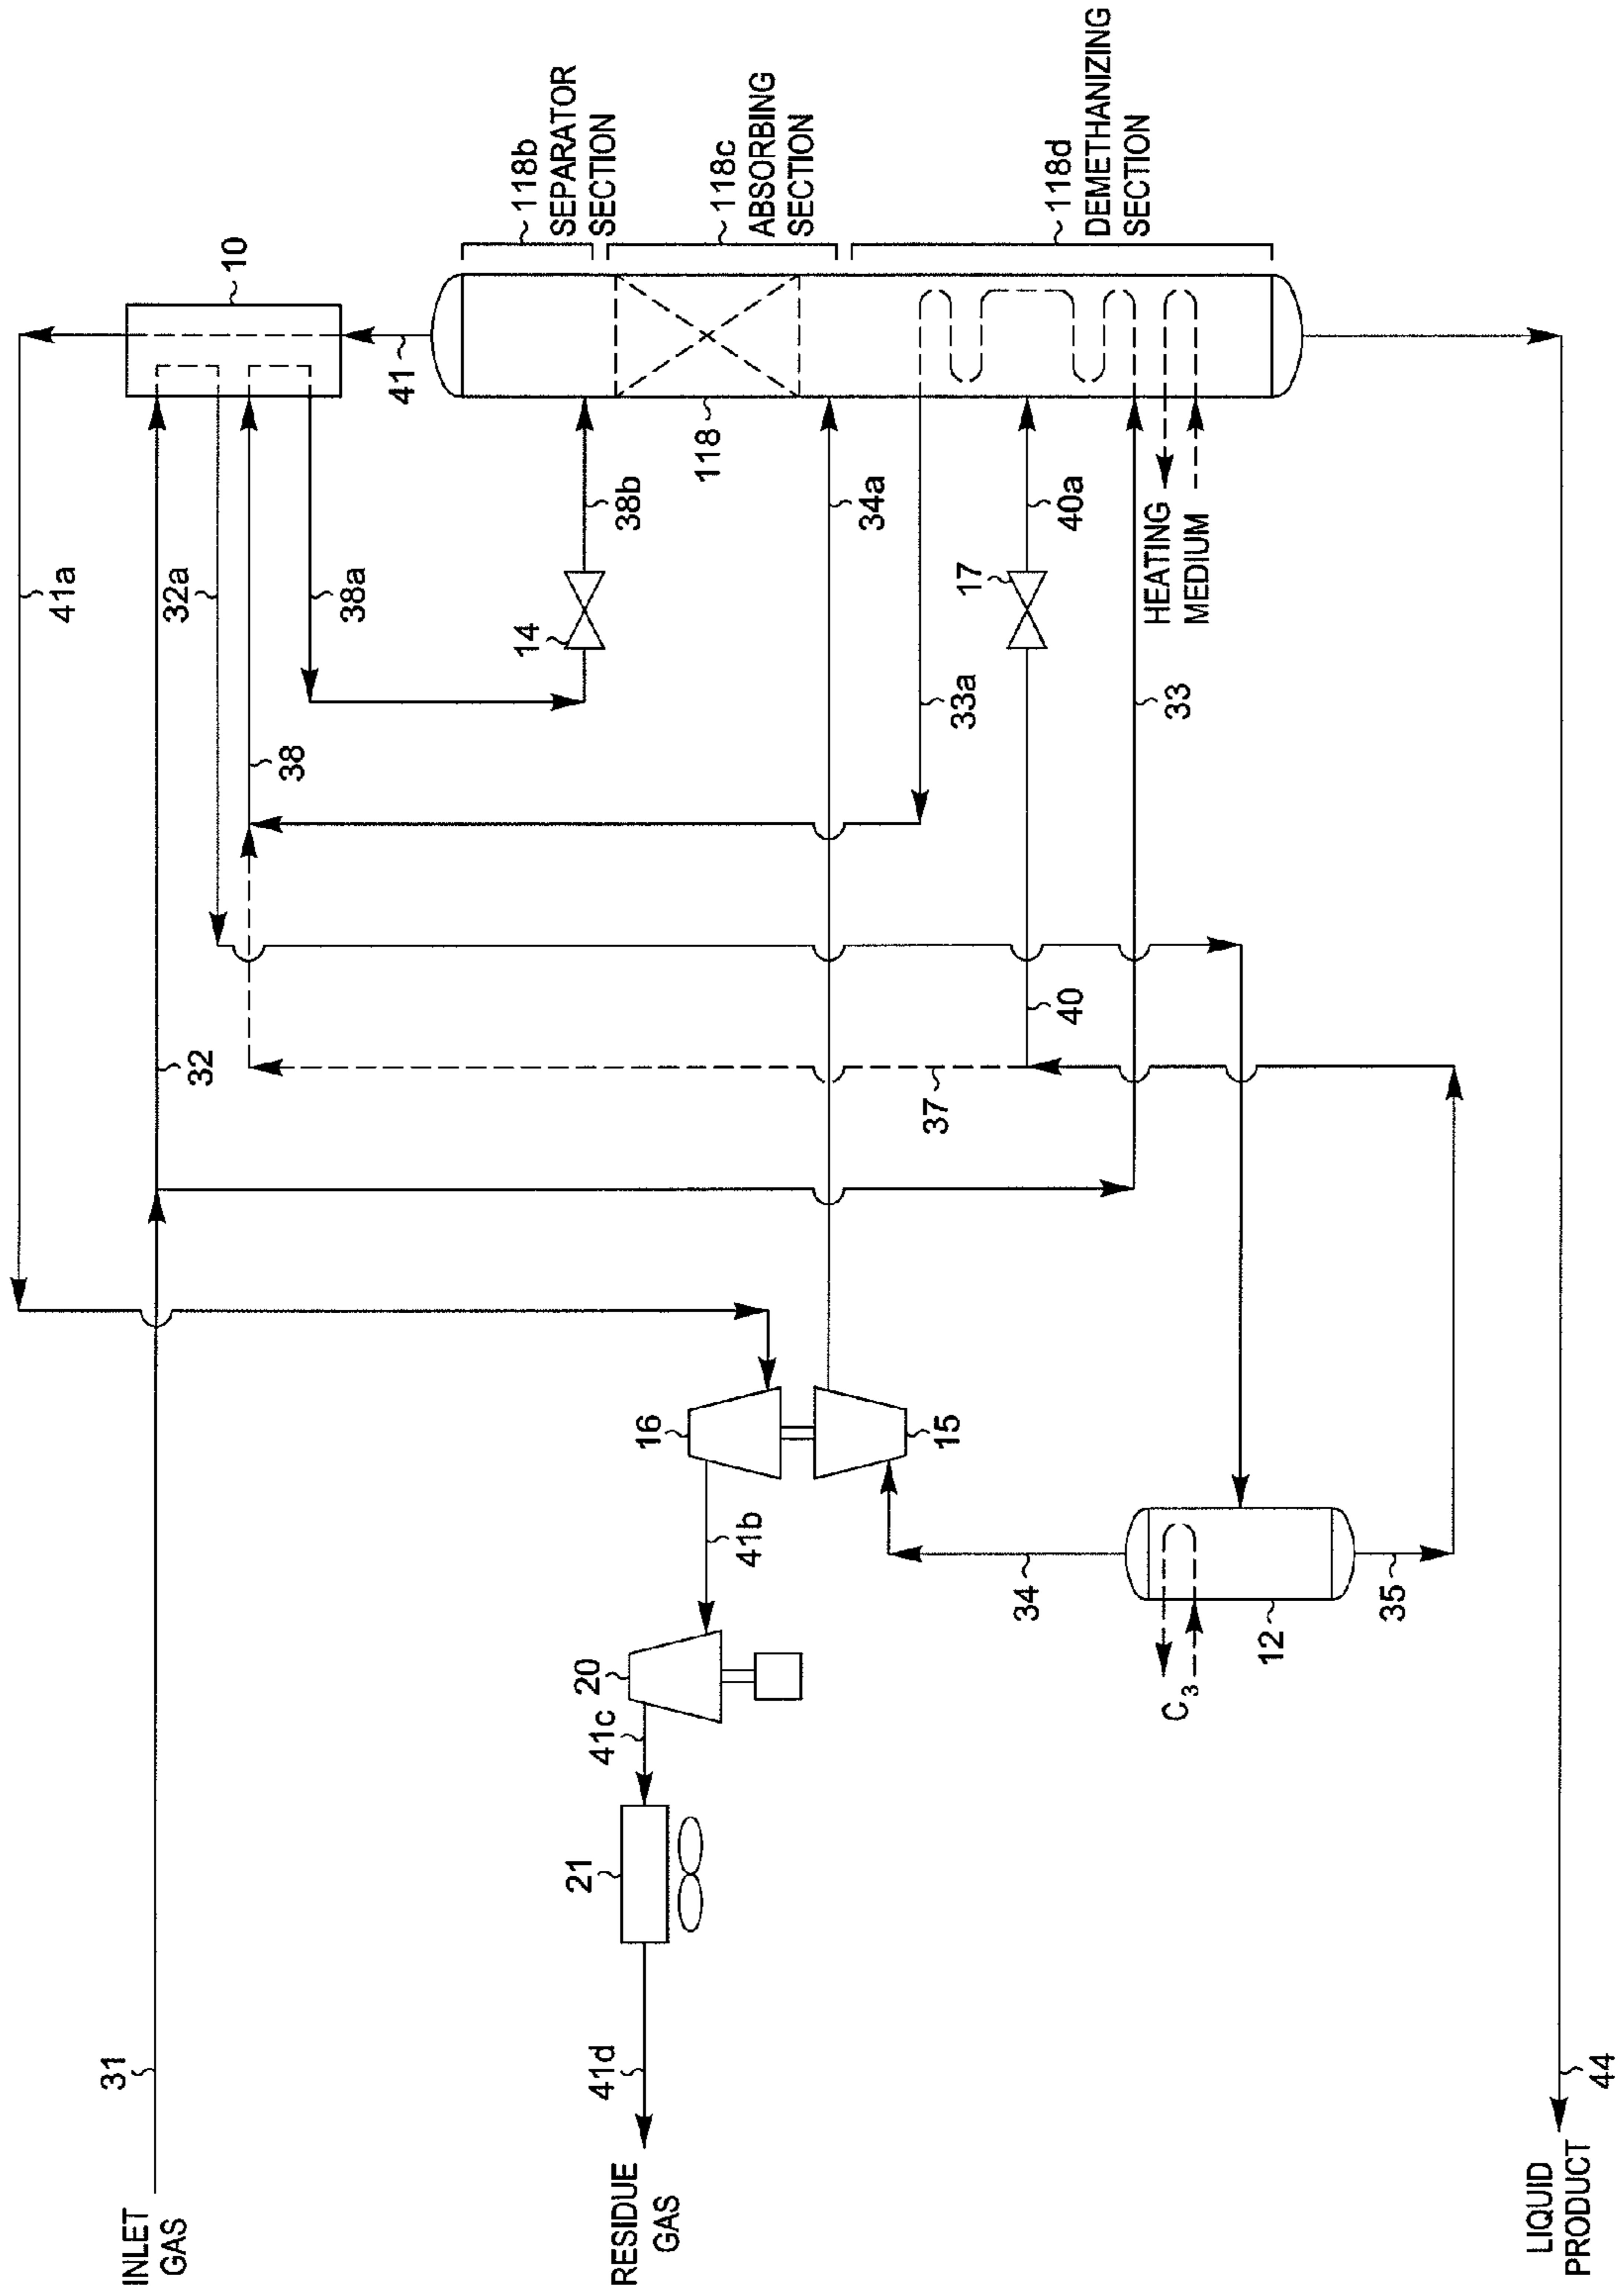 INLET
GAS
31
RESIDUE
GAS
41d
21
41c
20
41b
16
15
34
12
35
C3
LIQUID
PRODUCT
44
41a
32
32a
38
38a
37
40
33a
33
14
38b
34a
17
40a
HEATING
MEDIUM
10
41
118
118b
SEPARATOR
SECTION
118c
ABSORBING
SECTION
118d
DEMETHANIZING
SECTION